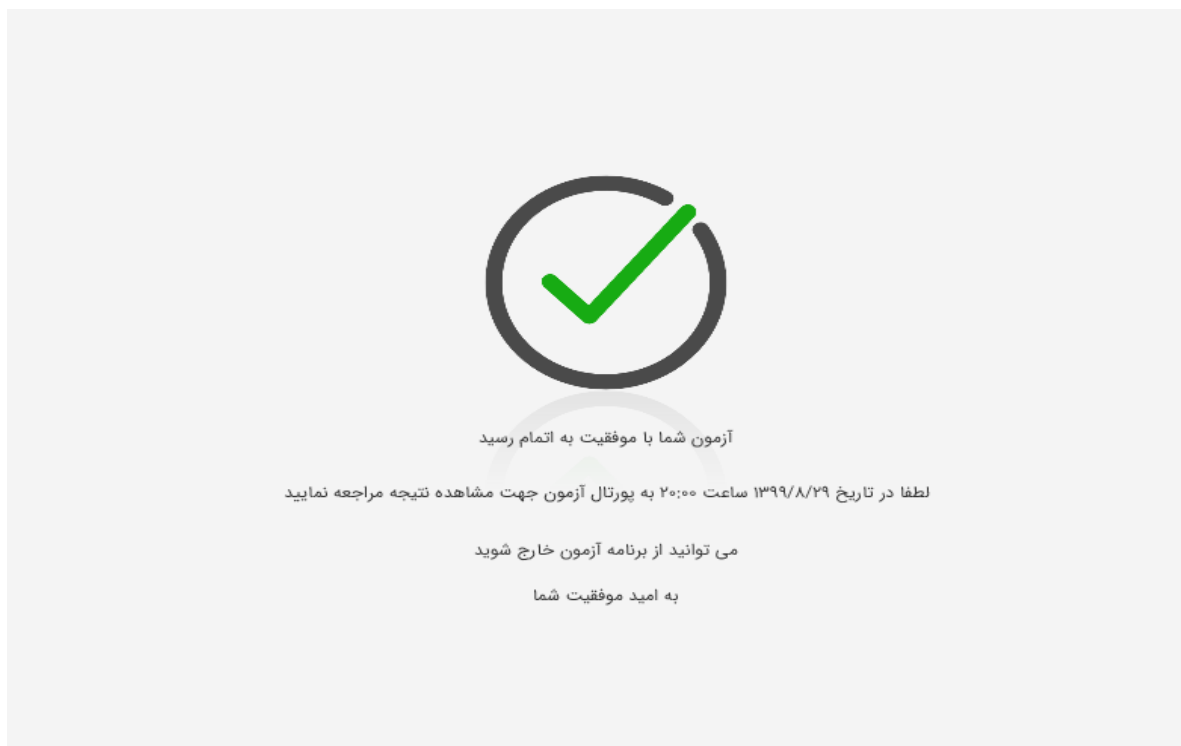 آزمون شما با موفقیت به اتمام رسید
لطفا در تاریخ ۱۳۹۹/۸/۲۹ ساعت ۲۰:۰۰ به پورتال آزمون جهت مشاهده نتیجه مراجعه نمایید
می توانید از برنامه آزمون خارج شوید
به امید موفقیت شما